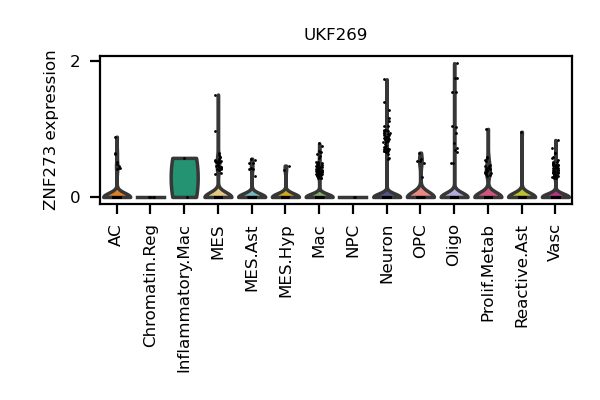 UKF269
ZNF273 expression
2
0
AC
Chromatin.Reg
Inflammatory.Mac
MES
MES.Ast
MES.Hyp
Mac
NPC
Neuron
OPC
Oligo
Prolif.Metab
Reactive.Ast
Vasc